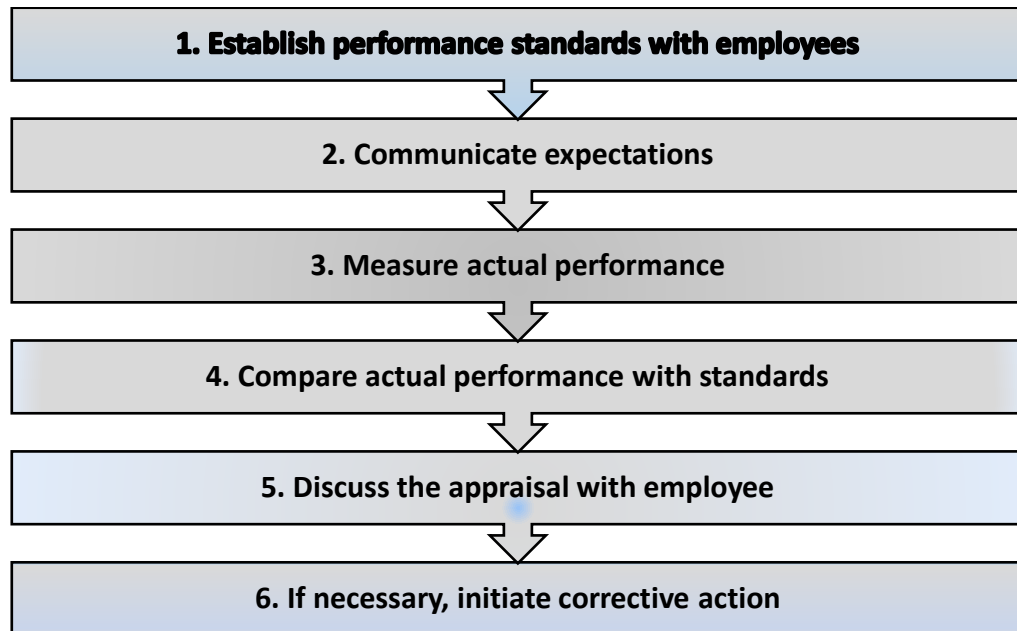 1. Establish performance standards with employees
2. Communicate expectations
3. Measure actual performance
4. Compare actual performance with standards
5. Discuss the appraisal with employee
6. If necessary, initiate corrective action